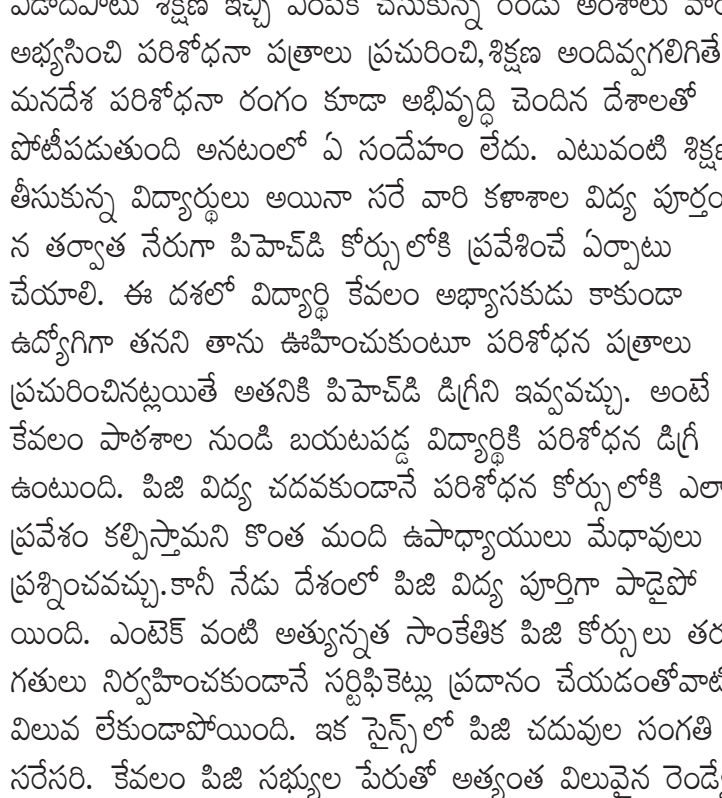 శిక్షణ ఇచ్చి ఎంపిక చేసుకున్న రెండు అంశాలు
అభ్యసించి పరిశోధనా పత్రాలు ప్రచురించి,శిక్షణ అందివ్వగలిగితే
మనదేశ పరిశోధనా రంగం కూడా అభివృద్ధి చెందిన దేశాలతో
పోటీపడుతుంది అనటంలో ఏ సందేహం లేదు. ఎటువంటి శిక్షణ
తీసుకున్న విద్యార్థులు అయినా సరే వారి కళాశాల విద్య
న తర్వాత నేరుగా పిహెచ్‌డి కోర్సులోకి ప్రవేశించే ఏర్పాటు
చేయాలి. ఈ దశలో విద్యార్థి కేవలం అభ్యాసకుడు కాకుండా
ఉద్యోగిగా తనని తాను ఊహించుకుంటూ పరిశోధన పత్రాలు
ప్రచురించినట్లయితే అతనికి పిహెచ్‌డి డిగ్రీని ఇవ్వవచ్చు. అంటే
కేవలం పాఠశాల నుండి బయటపడ్డ విద్యార్థికి పరిశోధన డిగ్రీ
ఉంటుంది. పిజి విద్య చదవకుండానే పరిశోధన కోర్సులోకి ఎలా
ప్రవేశం కల్పిస్తామని కొంత మంది ఉపాధ్యాయులు మేధావులు
ప్రశ్నించవచ్చు.కానీ నేడు దేశంలో పిజి విద్య పూర్తిగా పాడైపో
యింది. ఎంటెక్ వంటి అత్యున్నత సాంకేతిక పిజి కోర్సులు తర
గతులు నిర్వహించకుండానే సర్టిఫికెట్లు ప్రదానం చేయడంతోవాటి
విలువ లేకుండాపోయింది. ఇక సైన్స్‌లో పిజి చదువుల సంగతి
సరేసరి. కేవలం పిజి సభ్యుల పేరుతో అత్యంత విలువైన